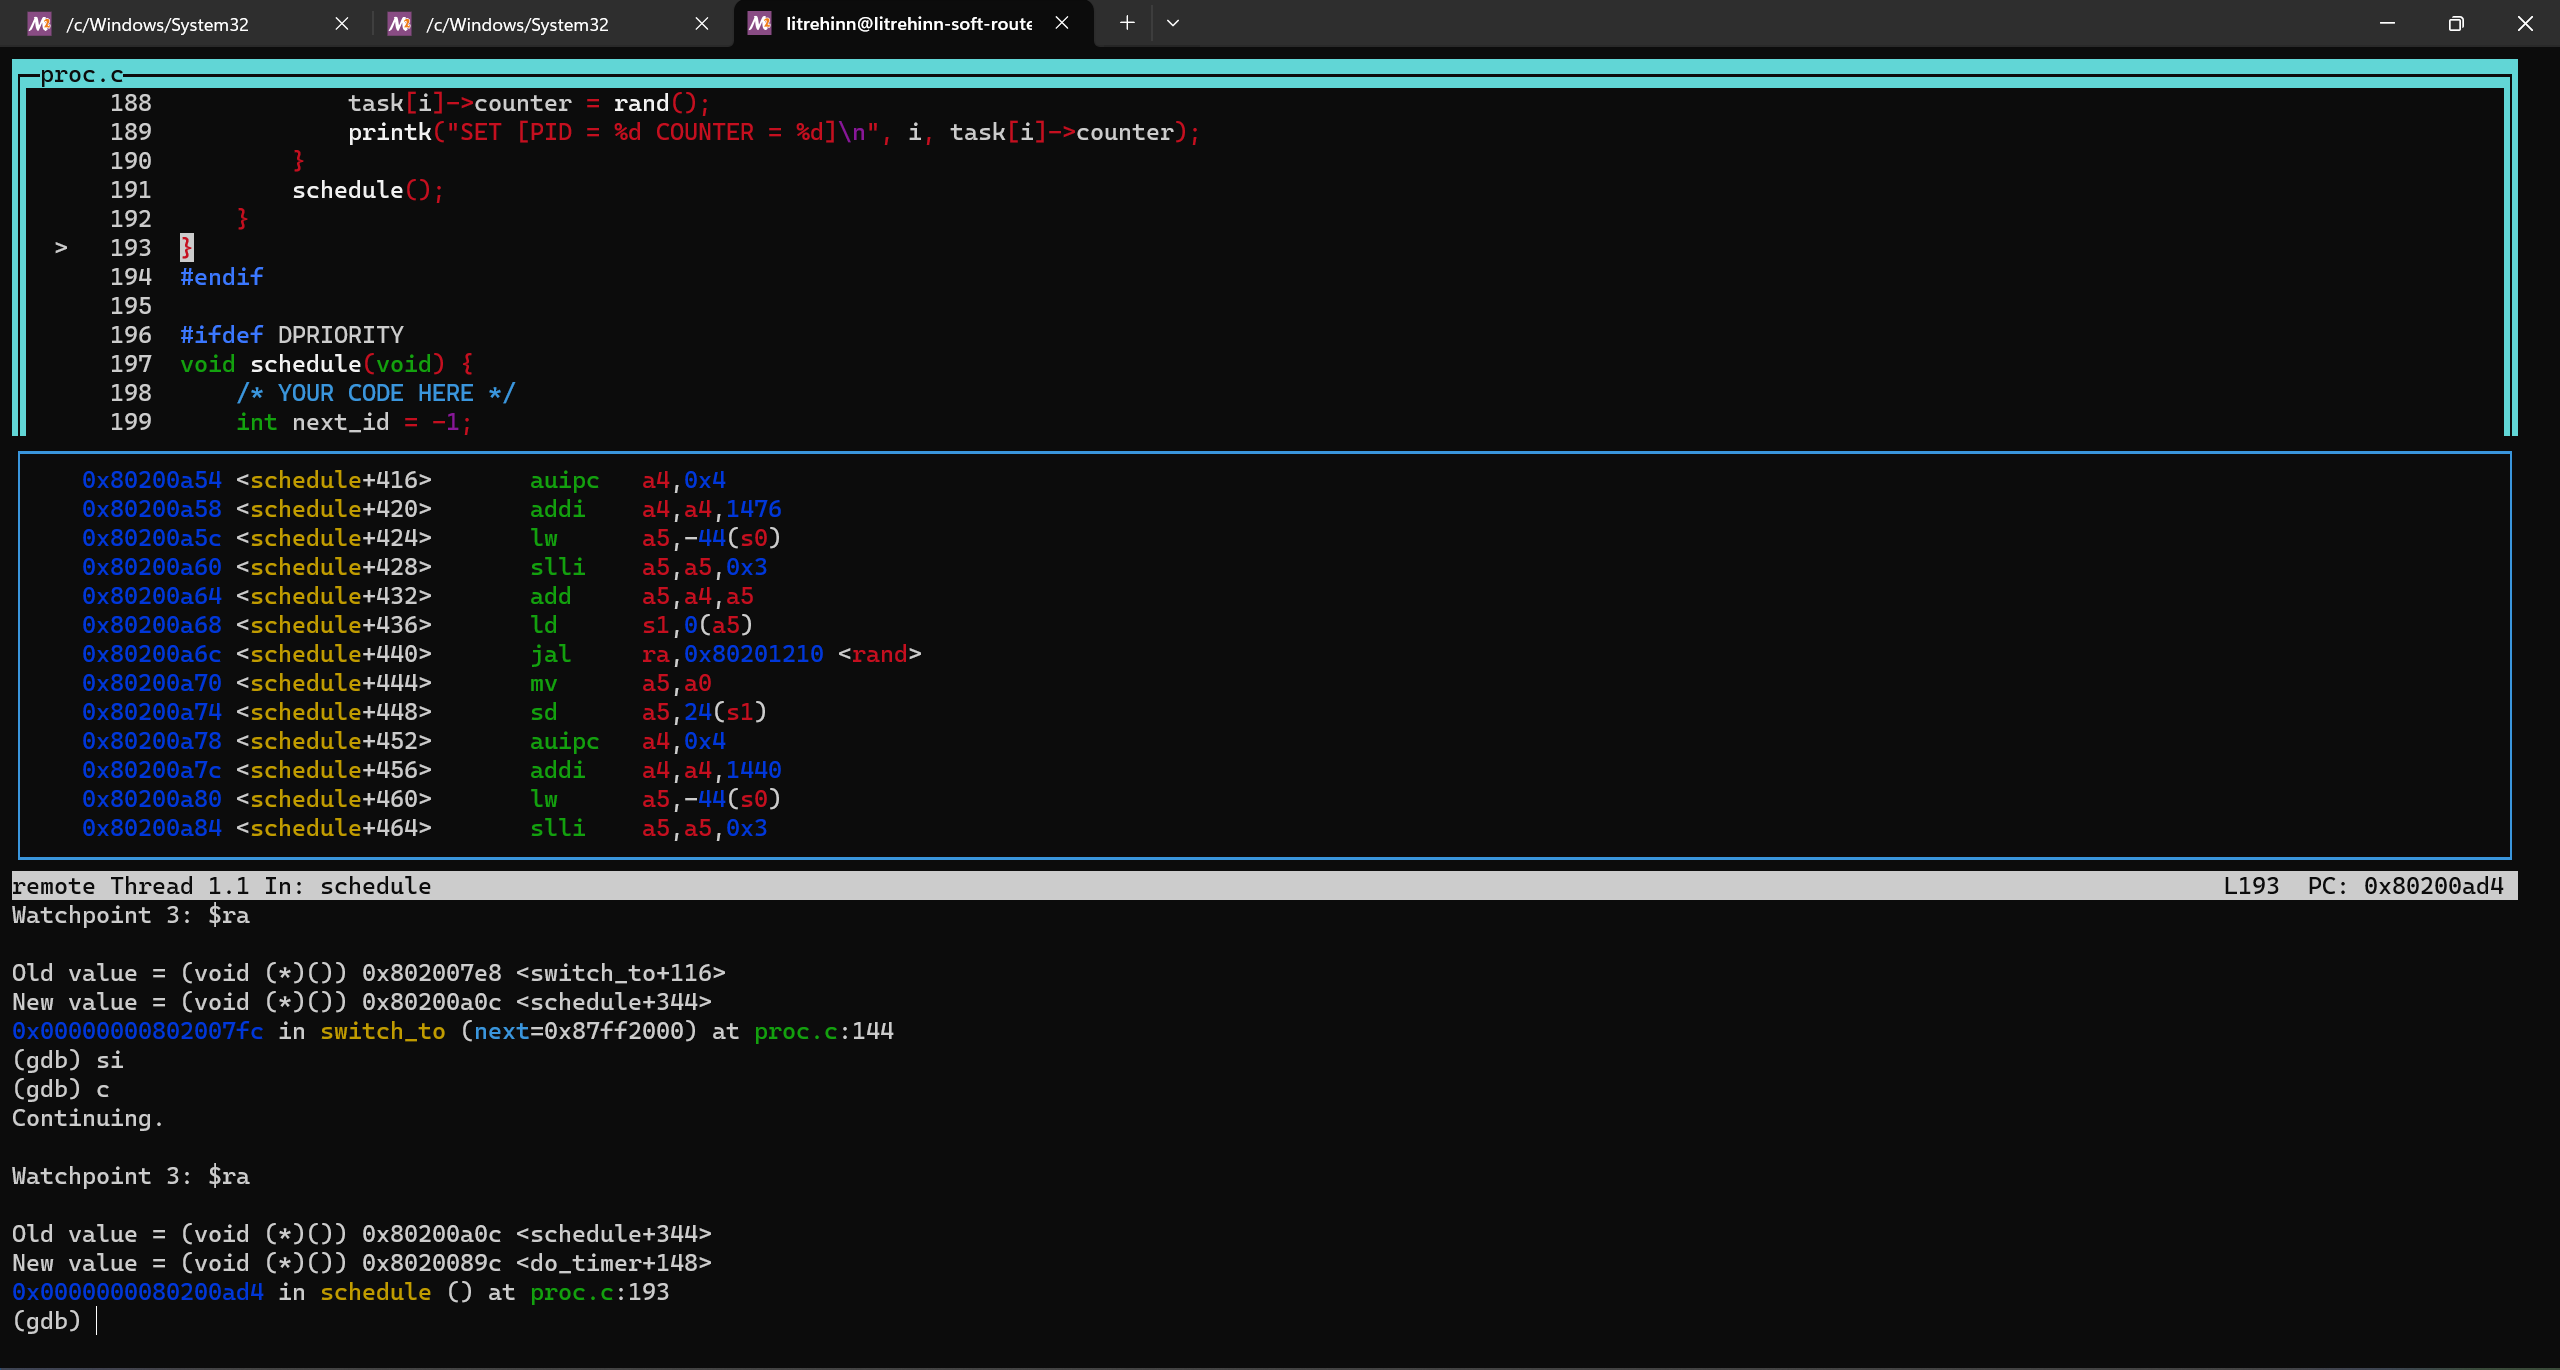 /c/Windows/System32
/c/Windows/System32
litrehinn@litrehinn-soft-route
proc.c
188 task[i]->counter = rand();
189 printk("SET [PID = %d COUNTER = %d]\n", i, task[i]->counter);
190 }
191 schedule();
192 }
> 193 }
194 #endif
195
196 #ifdef DPRIORITY
197 void schedule(void) {
198 /* YOUR CODE HERE */
199 int next_id = -1;
0x80200a54 <schedule+416> auipc a4,0x4
0x80200a58 <schedule+420> addi a4,a4,1476
0x80200a5c <schedule+424> lw a5,-44(s0)
0x80200a60 <schedule+428> slli a5,a5,0x3
0x80200a64 <schedule+432> add a5,a4,a5
0x80200a68 <schedule+436> ld s1,0(a5)
0x80200a6c <schedule+440> jal ra,0x80201210 <rand>
0x80200a70 <schedule+444> mv a5,a0
0x80200a74 <schedule+448> sd a5,24(s1)
0x80200a78 <schedule+452> auipc a4,0x4
0x80200a7c <schedule+456> addi a4,a4,1440
0x80200a80 <schedule+460> lw a5,-44(s0)
0x80200a84 <schedule+464> slli a5,a5,0x3
remote Thread 1.1 In: schedule L193 PC: 0x80200ad4
Watchpoint 3: $ra
Old value = (void (*)()) 0x802007e8 <switch_to+116>
New value = (void (*)()) 0x80200a0c <schedule+344>
0x00000000802007fc in switch_to (next=0x87ff2000) at proc.c:144
(gdb) si
(gdb) c
Continuing.
Watchpoint 3: $ra
Old value = (void (*)()) 0x80200a0c <schedule+344>
New value = (void (*)()) 0x8020089c <do_timer+148>
0x0000000080200ad4 in schedule () at proc.c:193
(gdb)